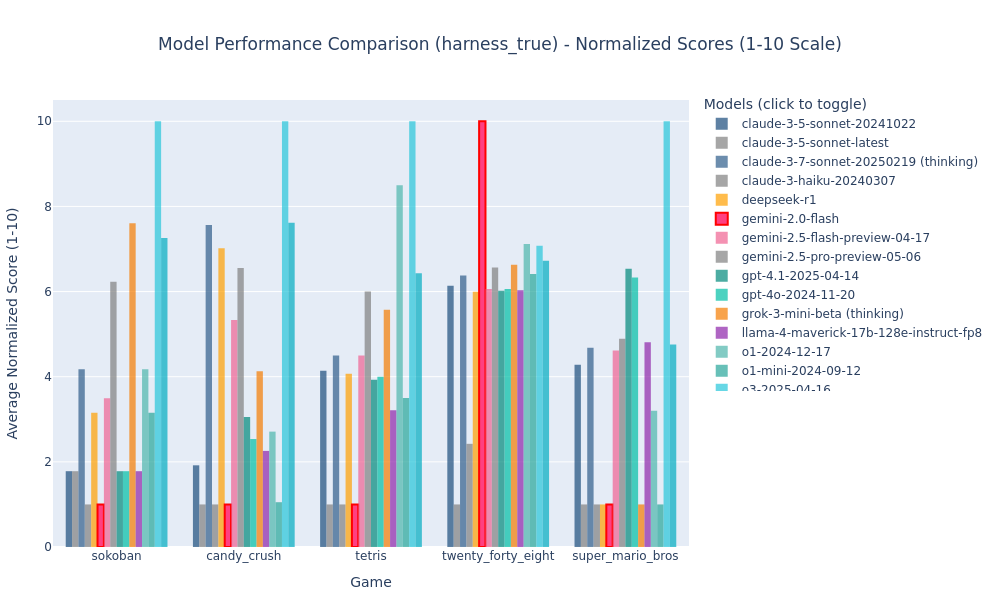 Model Performance Comparison (harness_true) - Normalized Scores (1-10 Scale)
Models (click to toggle)
claude-3-5-sonnet-20241022
claude-3-5-sonnet-latest
claude-3-7-sonnet-20250219 (thinking)
claude-3-haiku-20240307
deepseek-r1
gemini-2.0-flash
gemini-2.5-flash-preview-04-17
gemini-2.5-pro-preview-05-06
gpt-4.1-2025-04-14
gpt-4o-2024-11-20
grok-3-mini-beta (thinking)
llama-4-maverick-17b-128e-instruct-fp8
o1-2024-12-17
o1-mini-2024-09-12
o3-2025-04-16
Average Normalized Score (1-10)
10
8
6
4
2
0
sokoban
candy_crush
tetris
twenty_forty_eight
super_mario_bros
Game